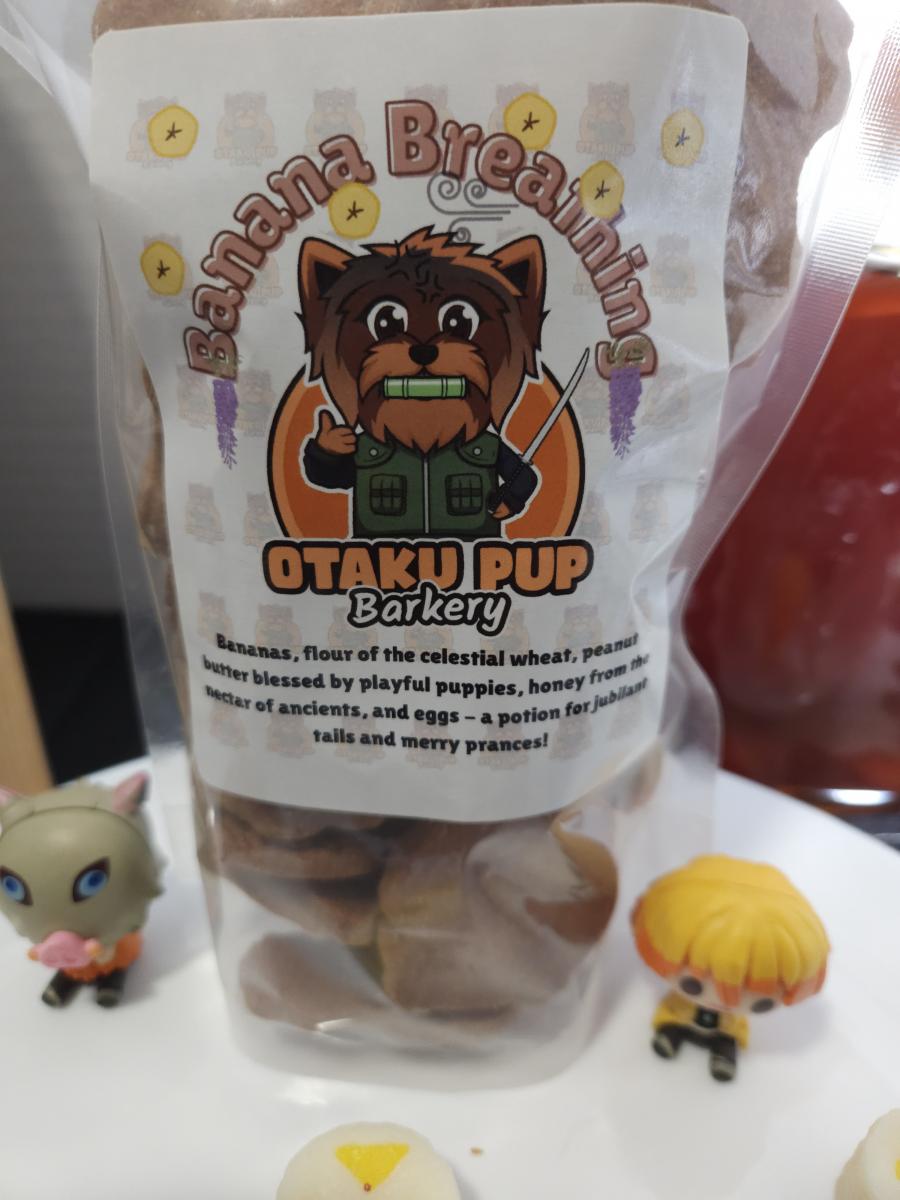 Banana Breathing
OTAKU PUP
Barkery
Bananas, flour of the celestial wheat, peanut
butter blessed by playful puppies, honey from the
nectar of ancients, and eggs – a potion for jubilant
tails and merry prances!